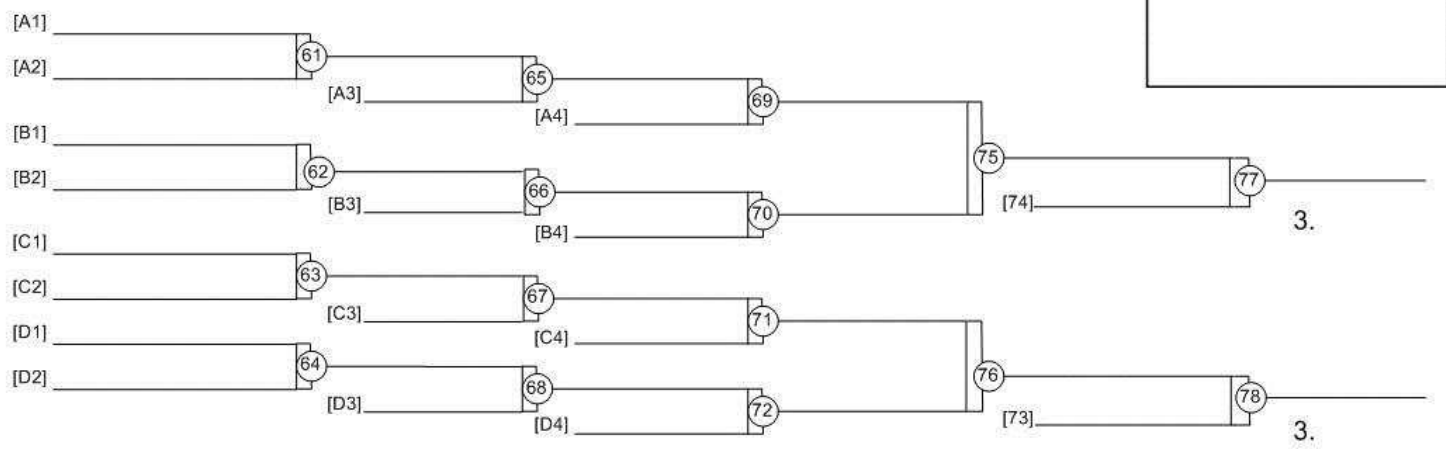 [A1]
61
[A2]
65
[A3]
69
[A4]
[B1]
75
62
[B2]
66
77
[B3]
[74]
70
3.
[B4]
[C1]
63
[C2]
67
[C3]
71
[C4]
[D1]
64
76
[D2]
68
78
[D3]
72
[73]
[D4]
3.